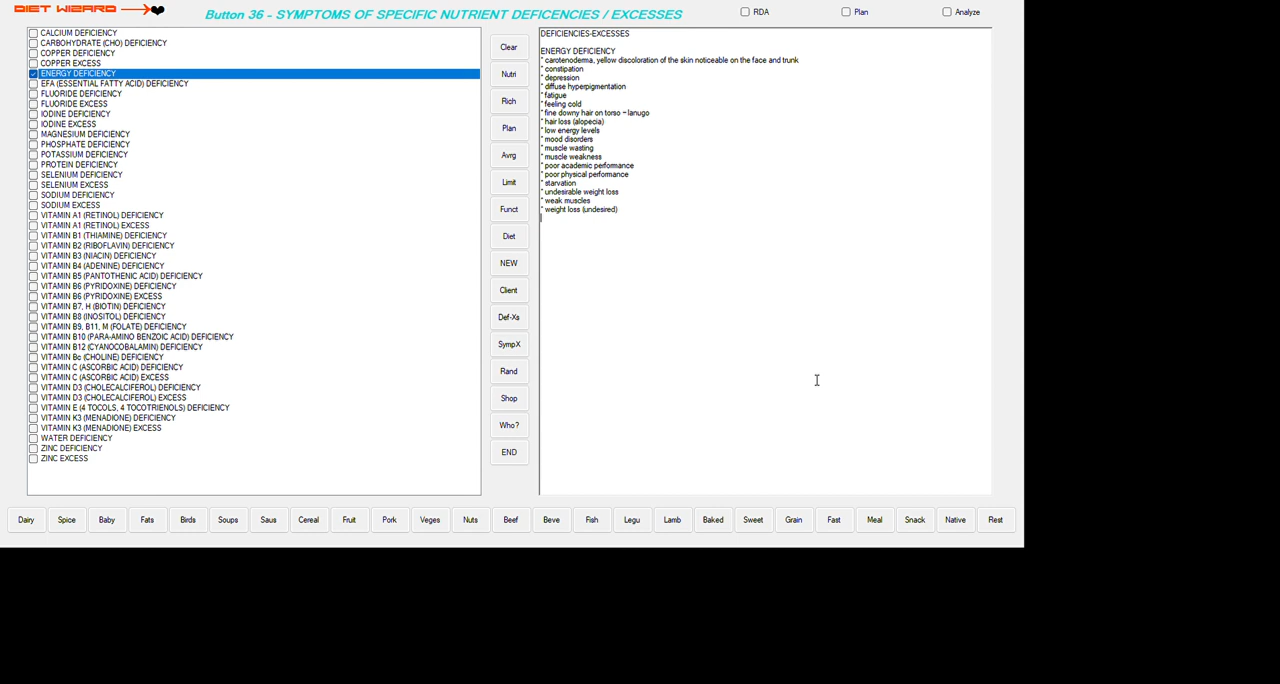 DIET WIZARD
Button 36 - SYMPTOMS OF SPECIFIC NUTRIENT DEFICENCIES / EXCESSES
RDA
Plan
Analyze
CALCIUM DEFICIENCY
CARBOHYDRATE (CHO) DEFICIENCY
COPPER DEFICIENCY
COPPER EXCESS
ENERGY DEFICIENCY
EFA (ESSENTIAL FATTY ACID) DEFICIENCY
FLUORIDE DEFICIENCY
FLUORIDE EXCESS
IODINE DEFICIENCY
IODINE EXCESS
MAGNESIUM DEFICIENCY
PHOSPHATE DEFICIENCY
POTASSIUM DEFICIENCY
PROTEIN DEFICIENCY
SELENIUM DEFICIENCY
SELENIUM EXCESS
SODIUM DEFICIENCY
SODIUM EXCESS
VITAMIN A1 (RETINOL) DEFICIENCY
VITAMIN A1 (RETINOL) EXCESS
VITAMIN B1 (THIAMINE) DEFICIENCY
VITAMIN B2 (RIBOFLAVIN) DEFICIENCY
VITAMIN B3 (NIACIN) DEFICIENCY
VITAMIN B4 (ADENINE) DEFICIENCY
VITAMIN B5 (PANTOTHENIC ACID) DEFICIENCY
VITAMIN B6 (PYRIDOXINE) DEFICIENCY
VITAMIN B6 (PYRIDOXINE) EXCESS
VITAMIN B7, H (BIOTIN) DEFICIENCY
VITAMIN B8 (INOSITOL) DEFICIENCY
VITAMIN B9, B11, M (FOLATE) DEFICIENCY
VITAMIN B10 (PARA-AMINO BENZOIC ACID) DEFICIENCY
VITAMIN B12 (CYANOCOBALAMIN) DEFICIENCY
VITAMIN Bc (CHOLINE) DEFICIENCY
VITAMIN C (ASCORBIC ACID) DEFICIENCY
VITAMIN C (ASCORBIC ACID) EXCESS
VITAMIN D3 (CHOLECALCIFEROL) DEFICIENCY
VITAMIN D3 (CHOLECALCIFEROL) EXCESS
VITAMIN E (4 TOCOLS, 4 TOCOTRIENOLS) DEFICIENCY
VITAMIN K3 (MENADIONE) DEFICIENCY
VITAMIN K3 (MENADIONE) EXCESS
WATER DEFICIENCY
ZINC DEFICIENCY
ZINC EXCESS
Clear
Nutri
Rich
Plan
Avrg
Limit
Funct
Diet
NEW
Client
Def-Xs
SympX
Rand
Shop
Who?
END
DEFICIENCIES-EXCESSES
ENERGY DEFICIENCY
* carotenoderma, yellow discoloration of the skin noticeable on the face and trunk
* constipation
* depression
* diffuse hyperpigmentation
* fatigue
* feeling cold
* fine downy hair on torso ~ lanugo
* hair loss (alopecia)
* low energy levels
* mood disorders
* muscle wasting
* muscle weakness
* poor academic performance
* poor physical performance
* starvation
* undesirable weight loss
* weak muscles
* weight loss (undesired)
Dairy Spice Baby Fats Birds Soups Saus Cereal Fruit Pork Veges Nuts Beef Beve Fish Legu Lamb Baked Sweet Grain Fast Meal Snack Native Rest